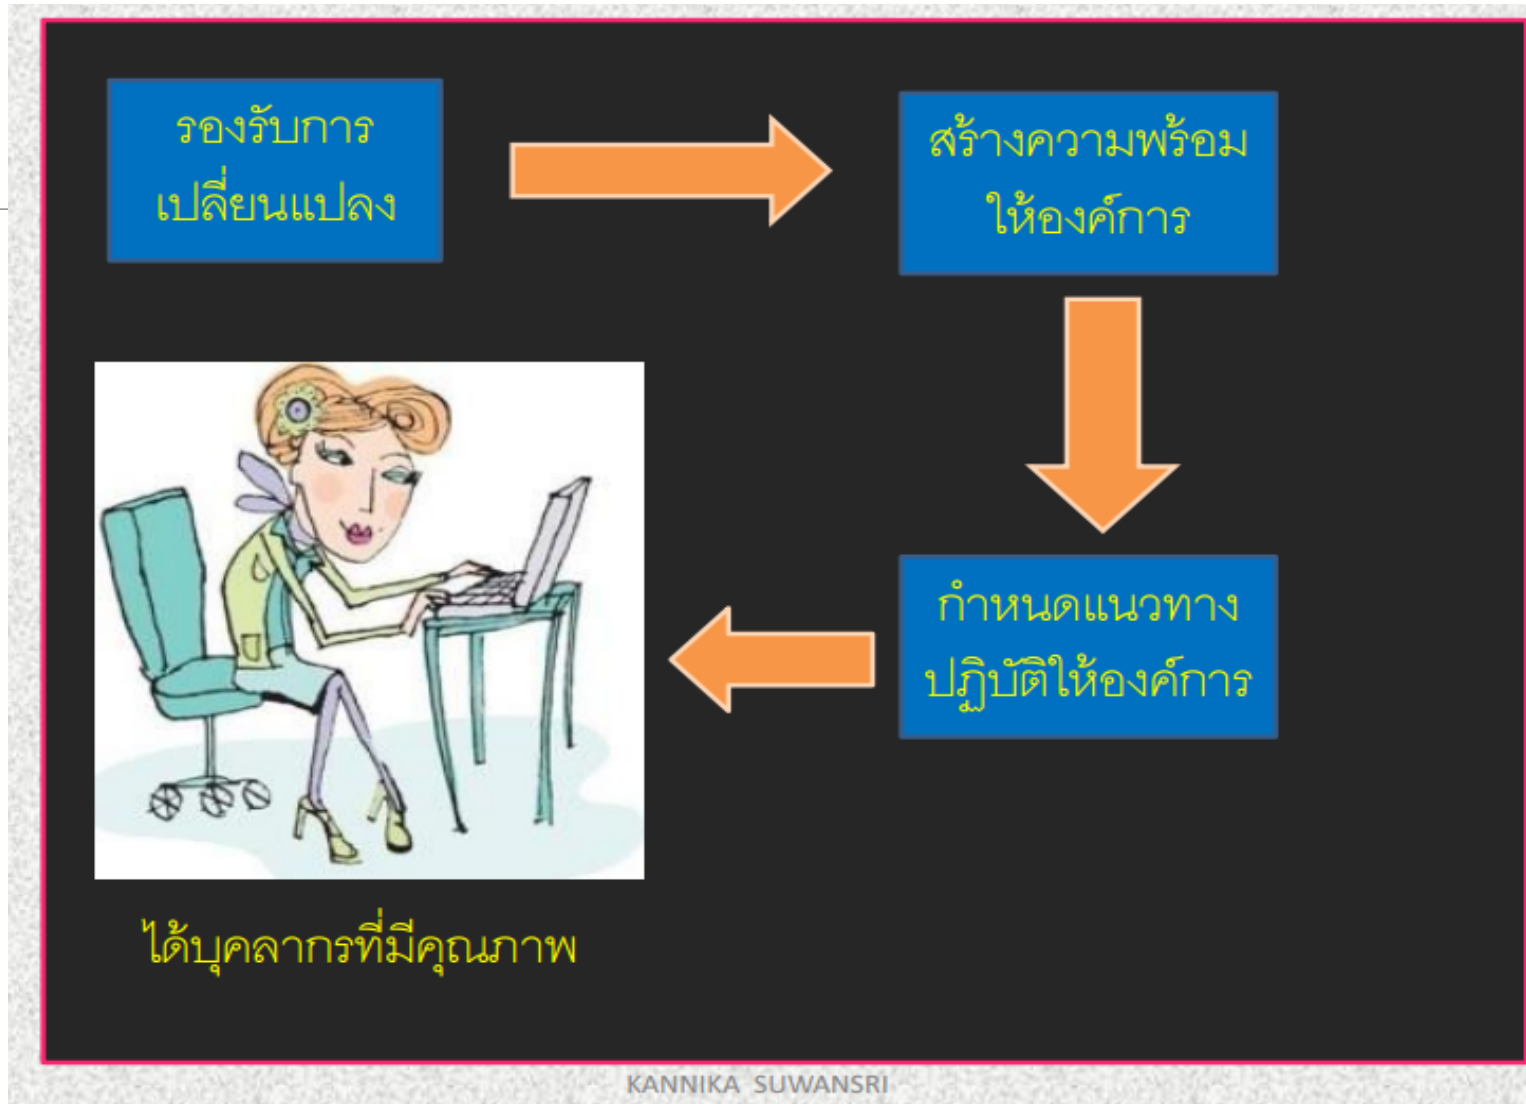 รองรับการ
เปลี่ยนแปลง
สร้างความพร้อม
ให้องค์การ
กำหนดแนวทาง
ปฏิบัติให้องค์การ
ได้บุคลากรที่มีคุณภาพ
KANNIKA SUWANSRI